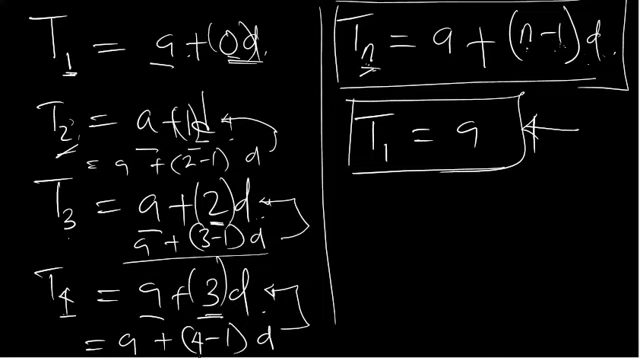 T₁ = a + (0)d.
T₂ = a + (1)d.
= a + (2-1) d
T₃ = a + (2)d.
a + (3-1) d
T₄ = a + (3)d.
= a + (4-1) d
Tₙ = a + (n-1) d.
T₁ = a